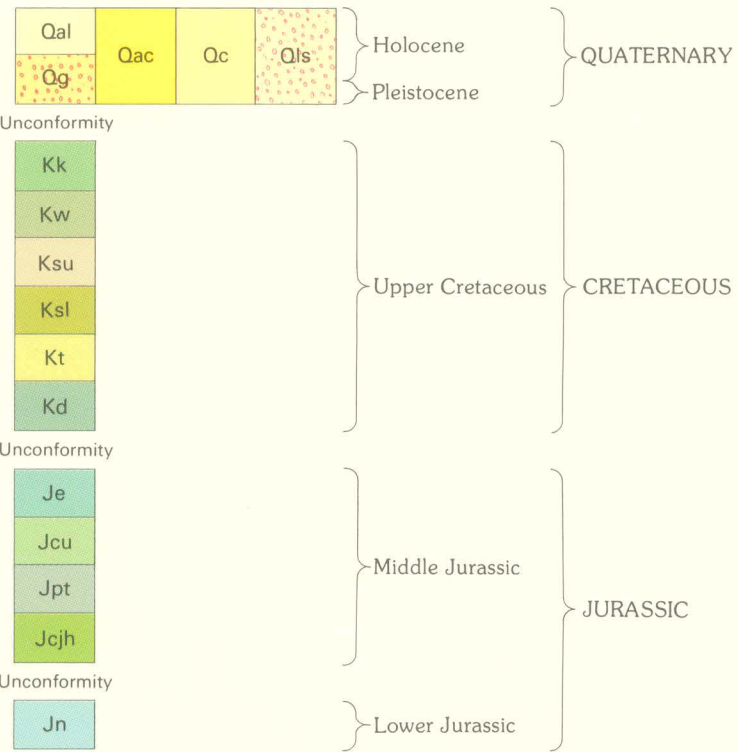 Qal
Qg
Qac
Qc
Qls
Holocene
Pleistocene
QUATERNARY
Unconformity
Kk
Kw
Ksu
Ksl
Kt
Kd
Upper Cretaceous
CRETACEOUS
Unconformity
Je
Jcu
Jpt
Jcjh
Middle Jurassic
JURASSIC
Unconformity
Jn
Lower Jurassic